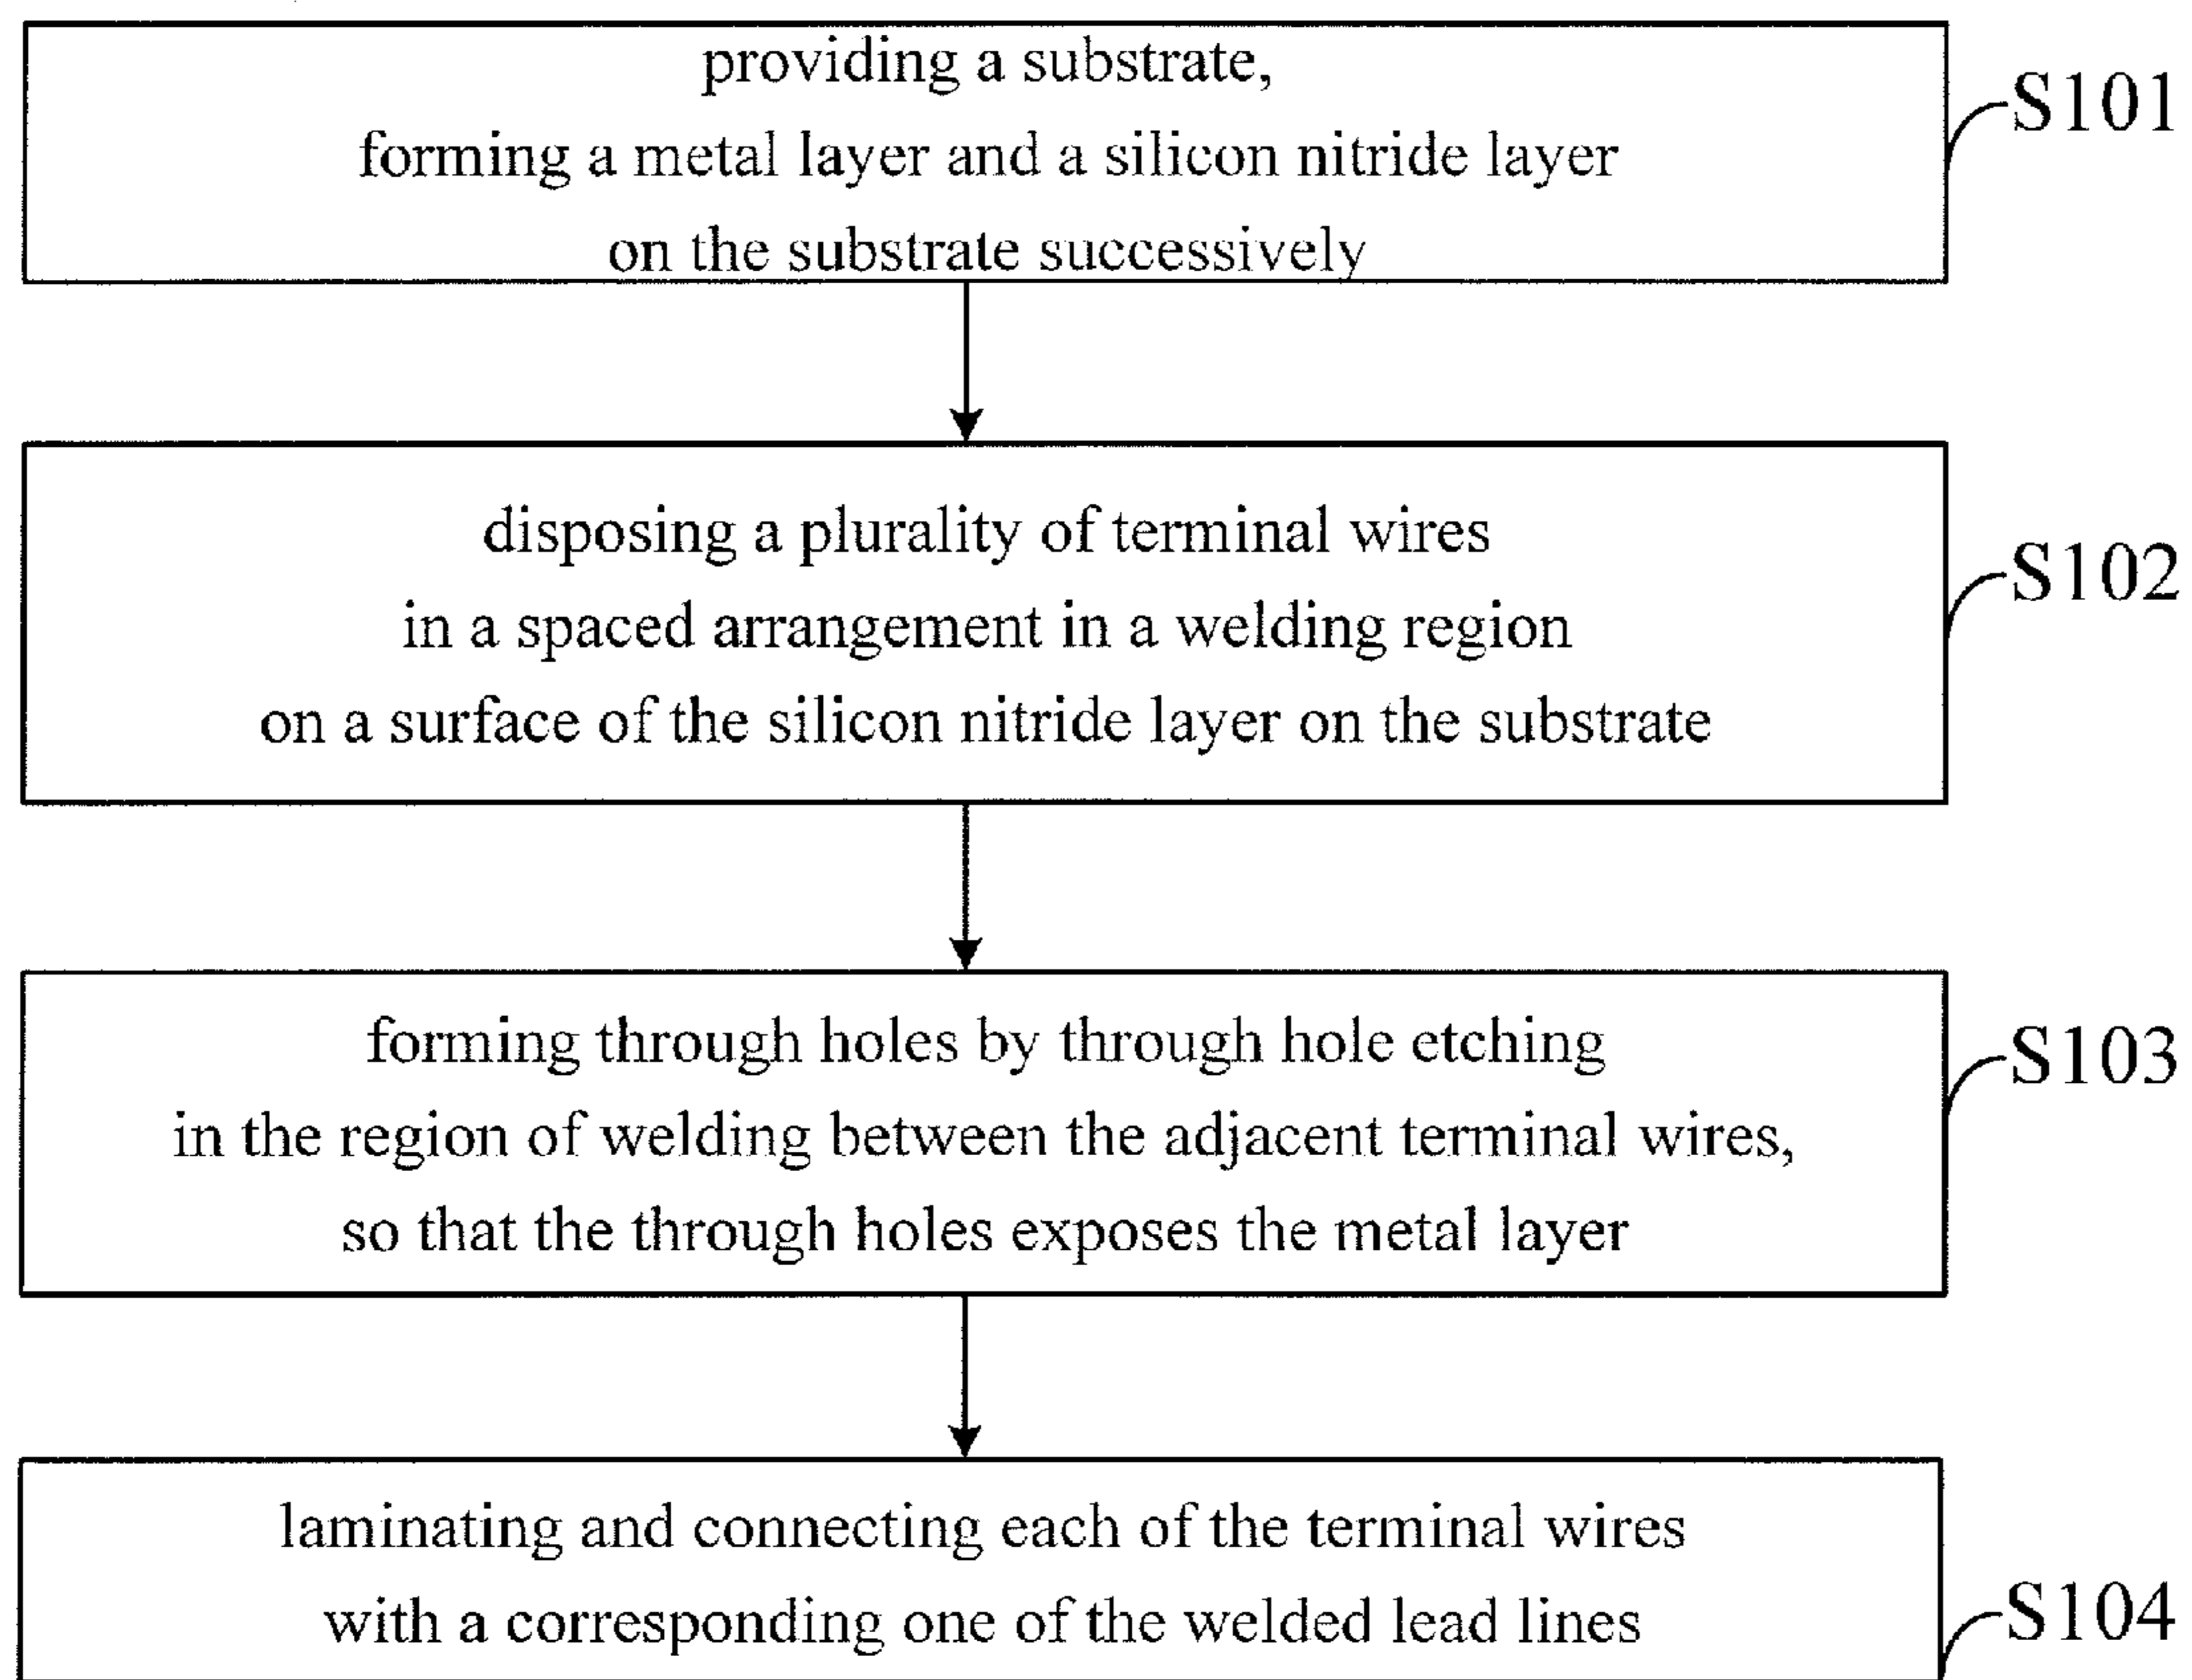 providing a substrate,
forming a metal layer and a silicon nitride layer
on the substrate successively
S101
disposing a plurality of terminal wires
in a spaced arrangement in a welding region
on a surface of the silicon nitride layer on the substrate
S102
forming through holes by through hole etching
in the region of welding between the adjacent terminal wires,
so that the through holes exposes the metal layer
S103
laminating and connecting each of the terminal wires
with a corresponding one of the welded lead lines
S104